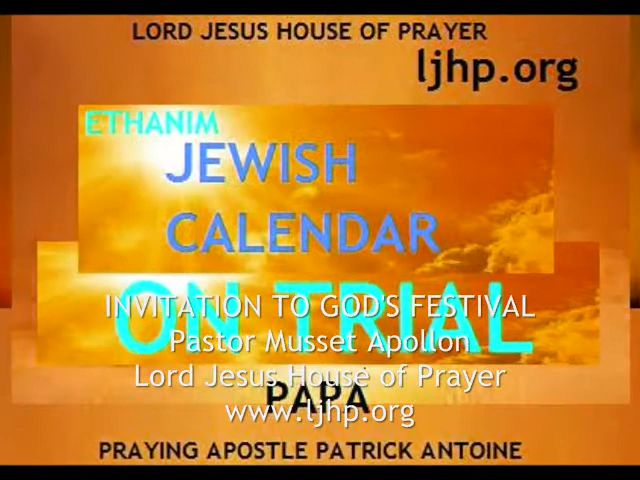 LORD JESUS HOUSE OF PRAYER
ljhp.org
ETHANIM
JEWISH
CALENDAR
ON TRIAL
INVITATION TO GOD'S FESTIVAL
Pastor Musset Apollon
Lord Jesus House of Prayer
PAPA
www.ljhp.org
PRAYING APOSTLE PATRICK ANTOINE